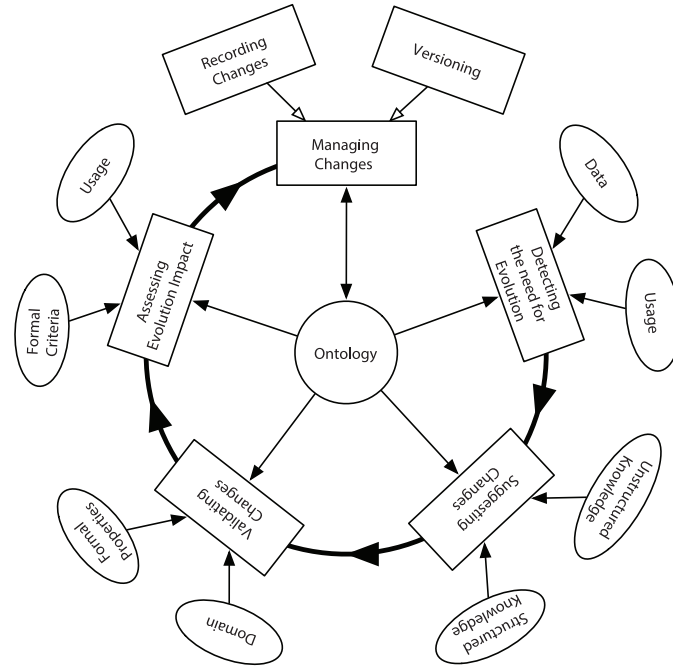 Recording
Changes
Versioning
Managing
Changes
Usage
Data
Assessing
Evolution Impact
Detecting
the need for
Evolution
Formal
Criteria
Usage
Ontology
Suggesting
Changes
Unstructured
Knowledge
Validating
Changes
Formal
Properties
Domain
Structured
Knowledge